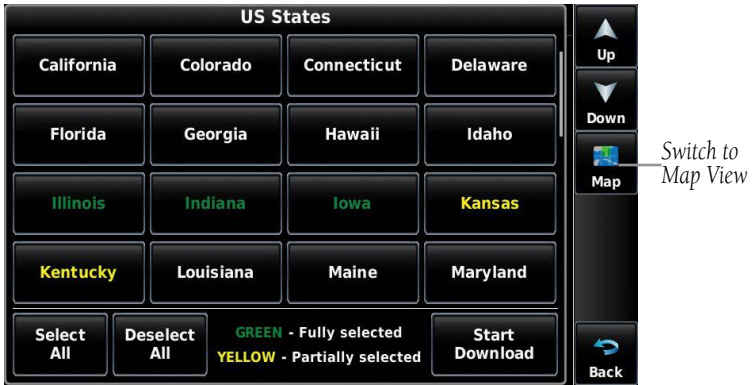 US States
California
Colorado
Connecticut
Delaware
Florida
Georgia
Hawaii
Idaho
Illinois
Indiana
Iowa
Kansas
Kentucky
Louisiana
Maine
Maryland
Select
All
Deselect
All
GREEN - Fully selected
YELLOW - Partially selected
Start
Download
Up
Down
Map
Back
Switch to
Map View